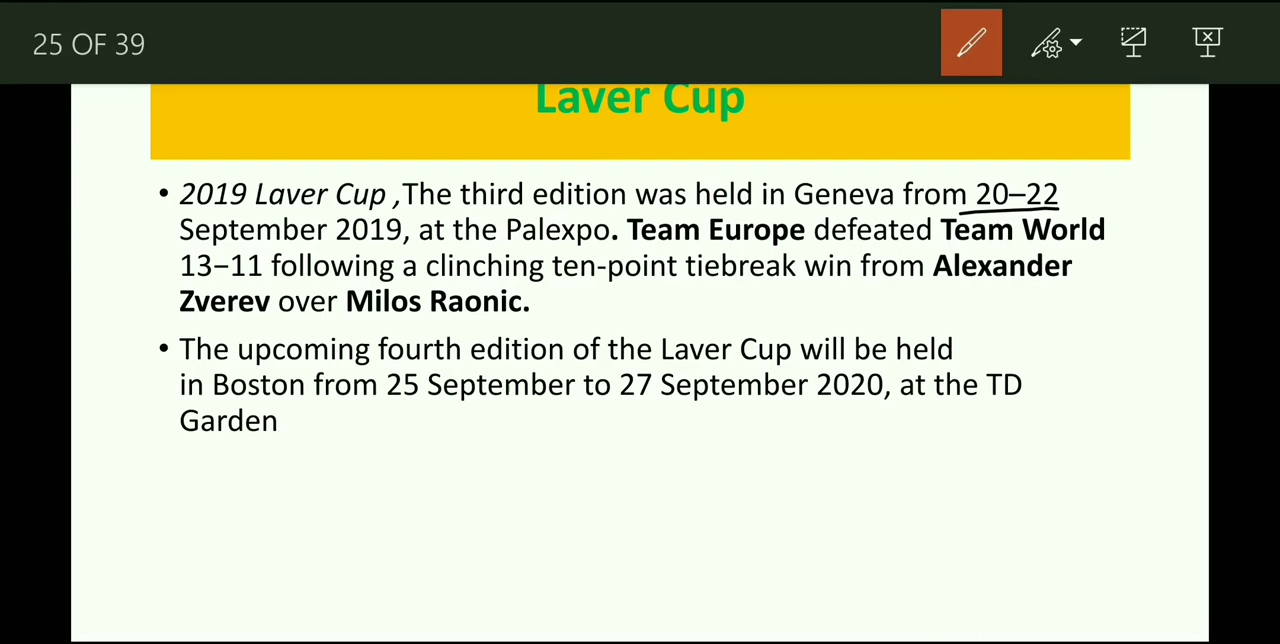 25 OF 39
Laver Cup
• 2019 Laver Cup ,The third edition was held in Geneva from 20–22
September 2019, at the Palexpo. Team Europe defeated Team World
13−11 following a clinching ten-point tiebreak win from Alexander
Zverev over Milos Raonic.
• The upcoming fourth edition of the Laver Cup will be held
in Boston from 25 September to 27 September 2020, at the TD
Garden